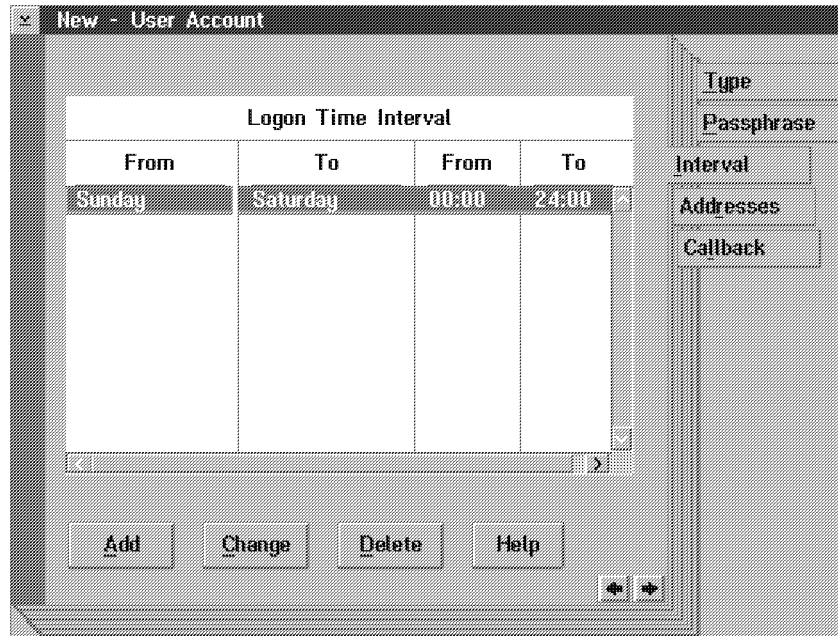 New - User Account
Type
Passphrase
Interval
Addresses
Callback
Logon Time Interval
From To From To
Sunday Saturday 00:00 24:00
Add Change Delete Help